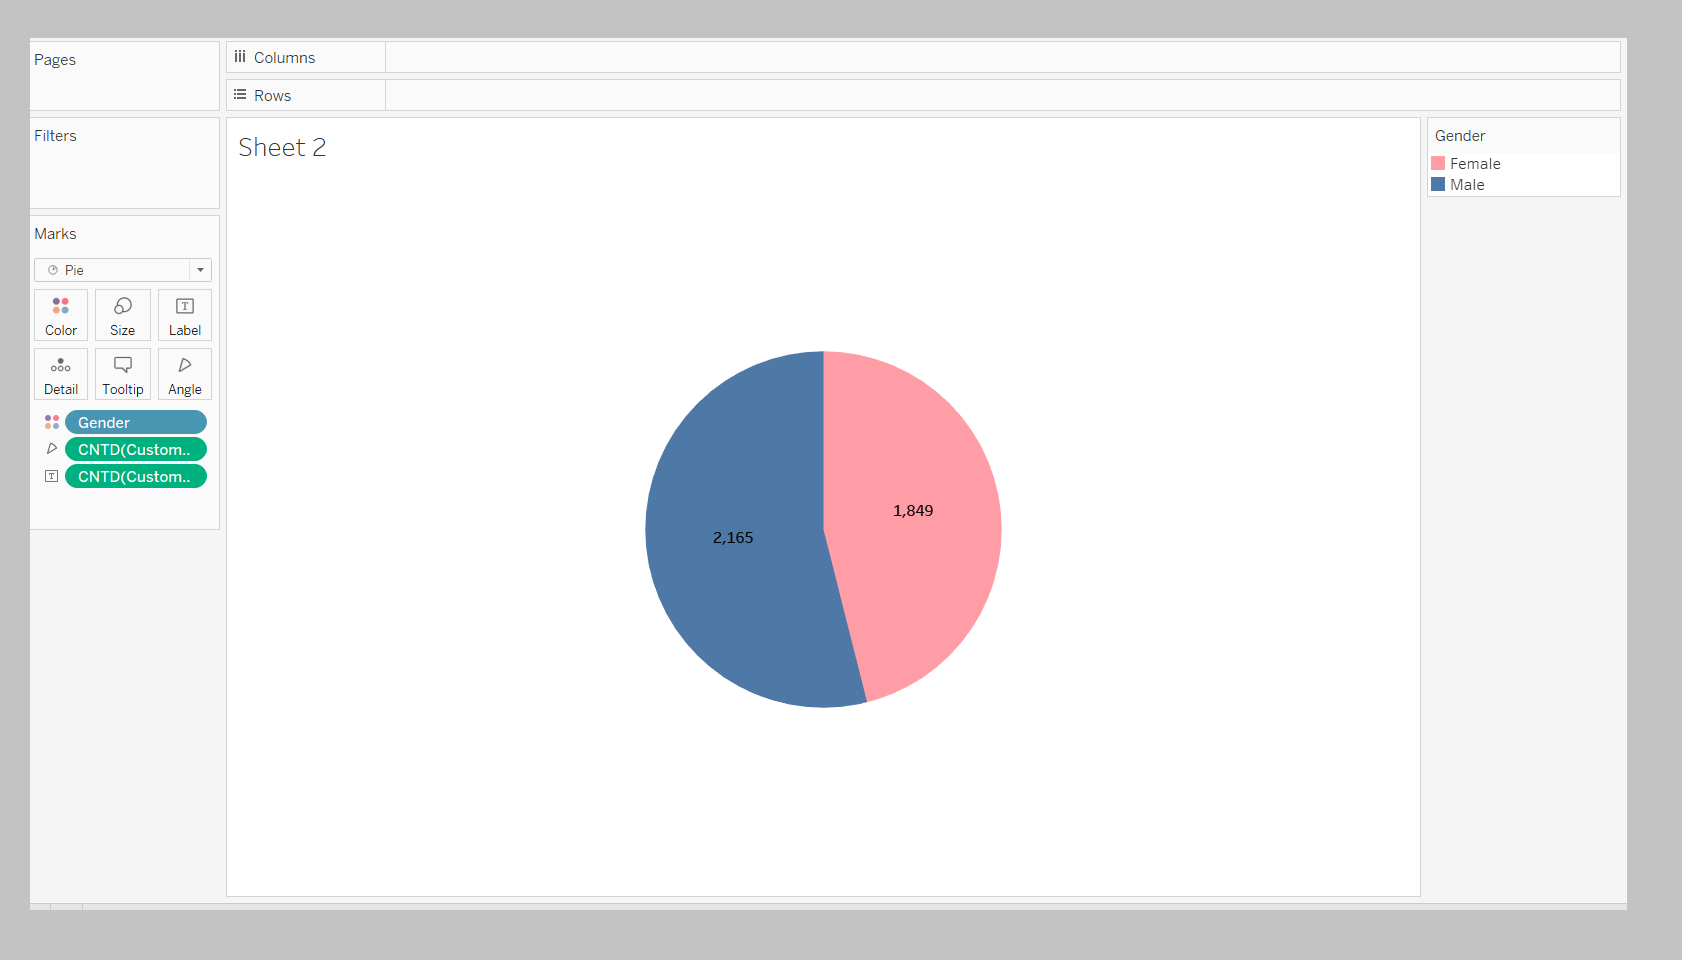 Pages
Columns
Rows
Filters
Sheet 2
Gender
Female
Male
Marks
Pie
Color Size Label
T
Detail Tooltip Angle
Gender
CNTD(Custom..
CNTD(Custom..
T
1,849
2,165